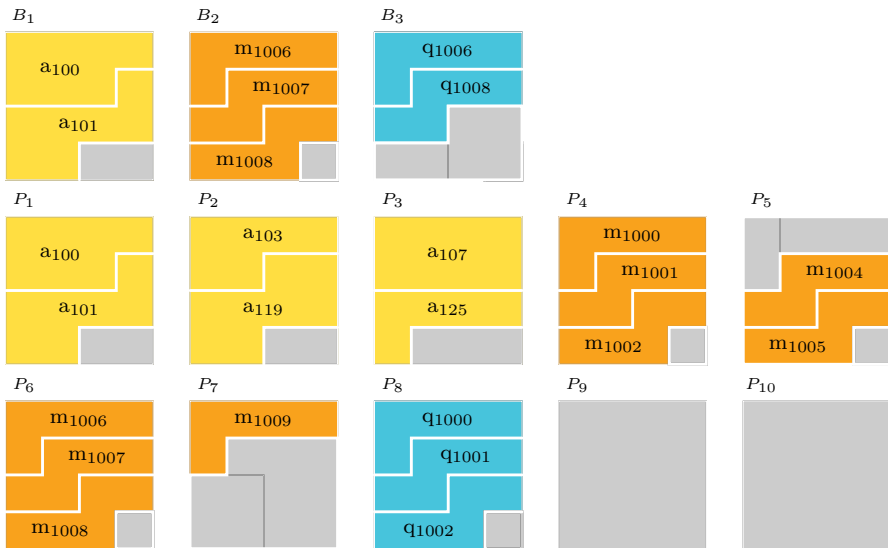 B1 B2 B3
a100 m1006 q1006
m1007 q1008
a101
m1008
P1 P2 P3 P4 P5
a103 m1000
a100 a107 m1001 m1004
a101 a119 a125
m1002 m1005
P6 P7 P8 P9 P10
m1006 m1009 q1000
m1007 q1001
m1008 q1002